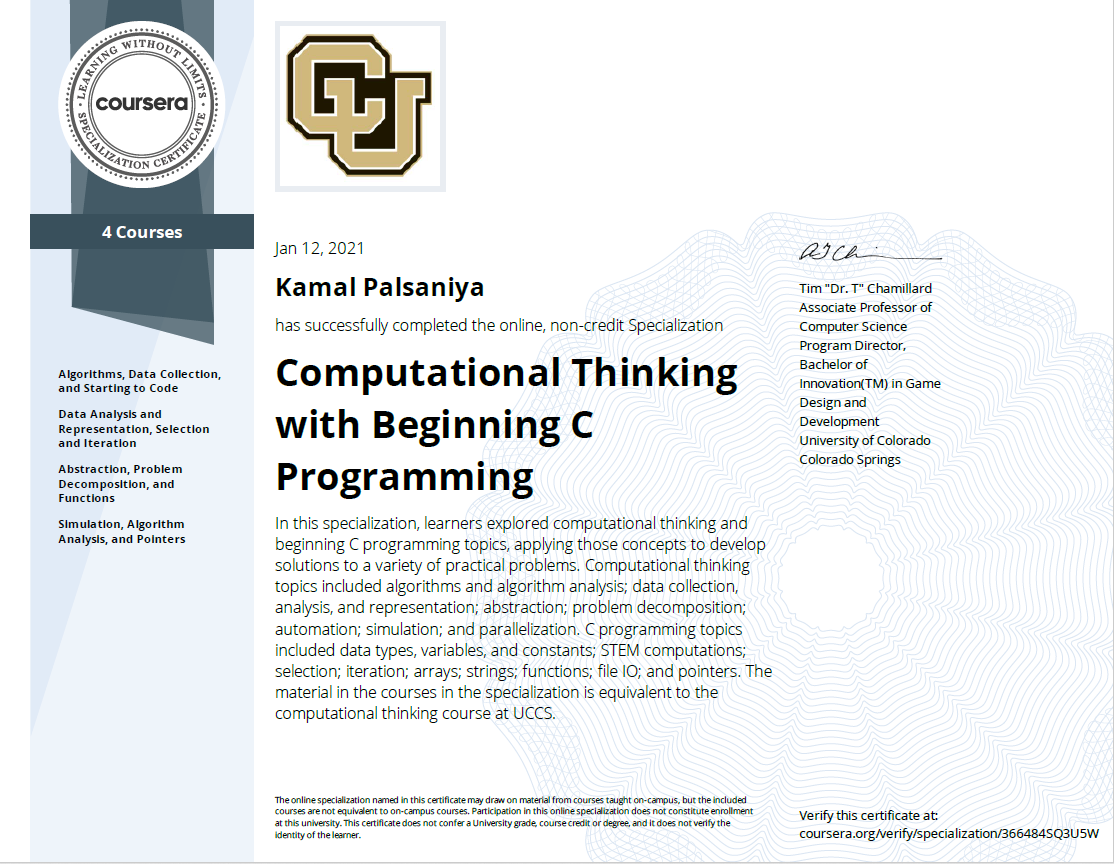 LEARNING WITHOUT LIMITS
coursera
SPECIALIZATION CERTIFICATE
CU
4 Courses
Algorithms, Data Collection,
and Starting to Code
Data Analysis and
Representation, Selection
and Iteration
Abstraction, Problem
Decomposition, and
Functions
Simulation, Algorithm
Analysis, and Pointers
Jan 12, 2021
Kamal Palsaniya
has successfully completed the online, non-credit Specialization
Computational Thinking
with Beginning C
Programming
In this specialization, learners explored computational thinking and
beginning C programming topics, applying those concepts to develop
solutions to a variety of practical problems. Computational thinking
topics included algorithms and algorithm analysis; data collection,
analysis, and representation; abstraction; problem decomposition;
automation; simulation; and parallelization. C programming topics
included data types, variables, and constants; STEM computations;
selection; iteration; arrays; strings; functions; file IO; and pointers. The
material in the courses in the specialization is equivalent to the
computational thinking course at UCCS.
The online specialization named in this certificate may draw on material from courses taught on-campus, but the included
courses are not equivalent to on-campus courses. Participation in this online specialization does not constitute enrollment
at this university. This certificate does not confer a University grade, course credit or degree, and it does not verify the
identity of the learner.
Tim "Dr. T" Chamillard
Associate Professor of
Computer Science
Program Director,
Bachelor of
Innovation(TM) in Game
Design and
Development
University of Colorado
Colorado Springs
Verify this certificate at:
coursera.org/verify/specialization/366484SQ3U5W